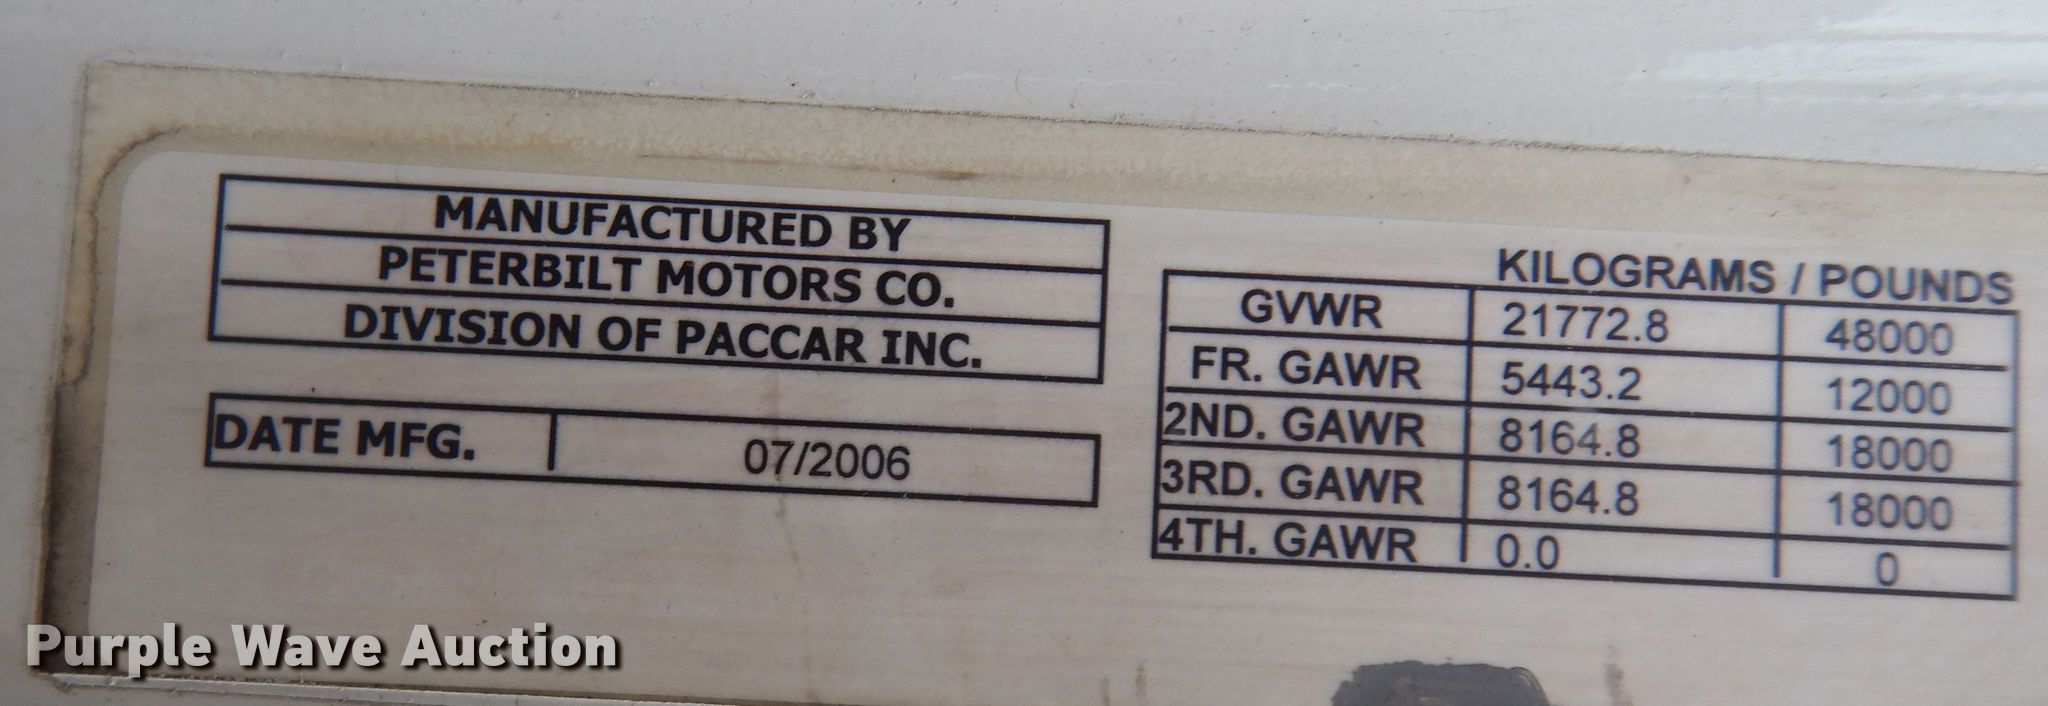 MANUFACTURED BY
PETERBILT MOTORS CO.
DIVISION OF PACCAR INC.
DATE MFG. 07/2006
KILOGRAMS / POUNDS
GVWR 21772.8 48000
FR. GAWR 5443.2 12000
2ND. GAWR 8164.8 18000
3RD. GAWR 8164.8 18000
4TH. GAWR 0.0 0
Purple Wave Auction